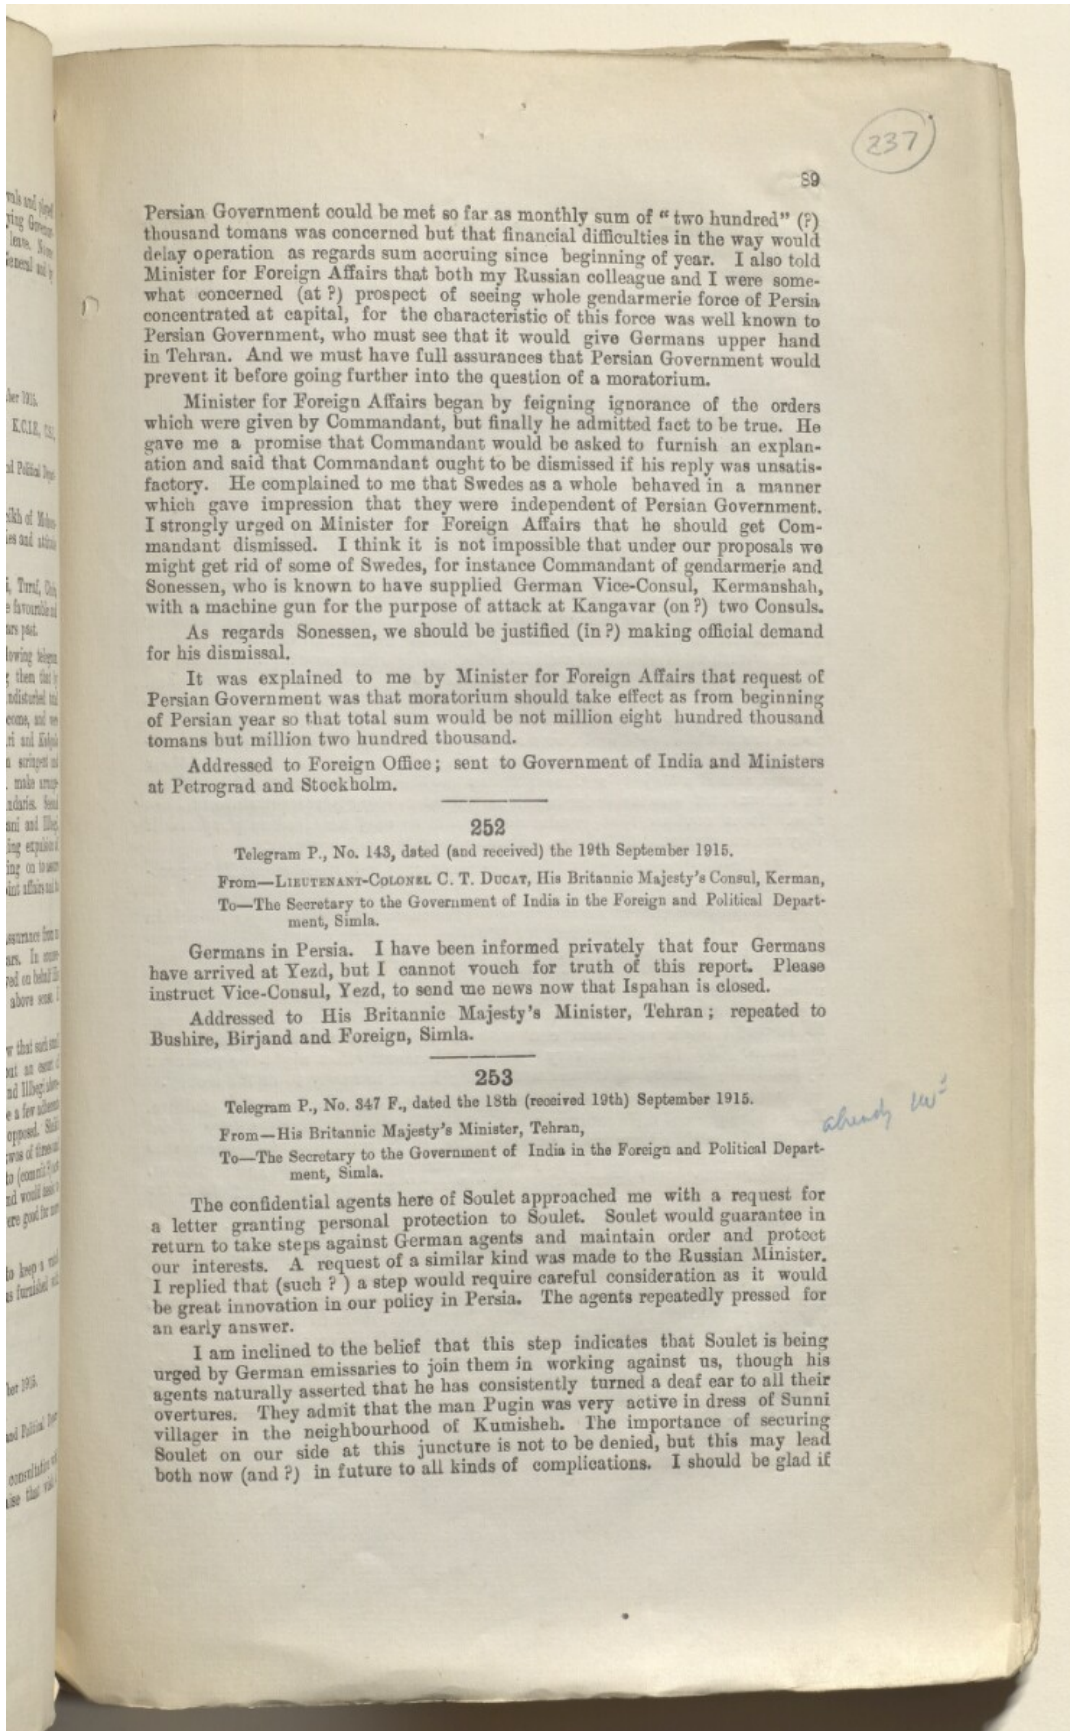 237
89
Persian Government could be met so far as monthly sum of “ two hundred” (?)
thousand tomans was concerned but that financial difficulties in the way would
delay operation as regards sum accruing since beginning of year. I also told
Minister for Foreign Affairs that both my Russian colleague and I were some-
what concerned (at ?) prospect of seeing whole gendarmerie force of Persia
concentrated at capital, for the characteristic of this force was well known to
Persian Government, who must see that it would give Germans upper hand
in Tehran. And we must have full assurances that Persian Government would
prevent it before going further into the question of a moratorium.
Minister for Foreign Affairs began by feigning ignorance of the orders
which were given by Commandant, but finally he admitted fact to be true. He
gave me a promise that Commandant would be asked to furnish an explan-
ation and said that Commandant ought to be dismissed if his reply was unsatis-
factory. He complained to me that Swedes as a whole behaved in a manner
which gave impression that they were independent of Persian Government.
I strongly urged on Minister for Foreign Affairs that he should get Com-
mandant dismissed. I think it is not impossible that under our proposals we
might get rid of some of Swedes, for instance Commandant of gendarmerie and
Sonessen, who is known to have supplied German Vice-Consul, Kermanshah,
with a machine gun for the purpose of attack at Kangavar (on ?) two Consuls.
As regards Sonessen, we should be justified (in ?) making official demand
for his dismissal.
It was explained to me by Minister for Foreign Affairs that request of
Persian Government was that moratorium should take effect as from beginning
of Persian year so that total sum would be not million eight hundred thousand
tomans but million two hundred thousand.
Addressed to Foreign Office; sent to Government of India and Ministers
at Petrograd and Stockholm.
252
Telegram P., No. 143, dated (and received) the 19th September 1915.
From—LIEUTENANT-COLONEL C. T. DUCAT, His Britannic Majesty's Consul, Kerman,
To—The Secretary to the Government of India in the Foreign and Political Depart-
ment, Simla.
Germans in Persia. I have been informed privately that four Germans
have arrived at Yezd, but I cannot vouch for truth of this report. Please
instruct Vice-Consul, Yezd, to send me news now that Ispahan is closed.
Addressed to His Britannic Majesty's Minister, Tehran; repeated to
Bushire, Birjand and Foreign, Simla.
253
Telegram P., No. 347 F., dated the 18th (received 19th) September 1915.
already
From—His Britannic Majesty's Minister, Tehran,
To—The Secretary to the Government of India in the Foreign and Political Depart-
ment, Simla.
The confidential agents here of Soulet approached me with a request for
a letter granting personal protection to Soulet. Soulet would guarantee in
return to take steps against German agents and maintain order and protect
our interests. A request of a similar kind was made to the Russian Minister.
I replied that (such ? ) a step would require careful consideration as it would
be great innovation in our policy in Persia. The agents repeatedly pressed for
an early answer.
I am inclined to the belief that this step indicates that Soulet is being
urged by German emissaries to join them in working against us, though his
agents naturally asserted that he has consistently turned a deaf ear to all their
overtures. They admit that the man Pugin was very active in dress of Sunni
villager in the neighbourhood of Kumisheh. The importance of securing
Soulet on our side at this juncture is not to be denied, but this may lead
both now (and ?) in future to all kinds of complications. I should be glad if